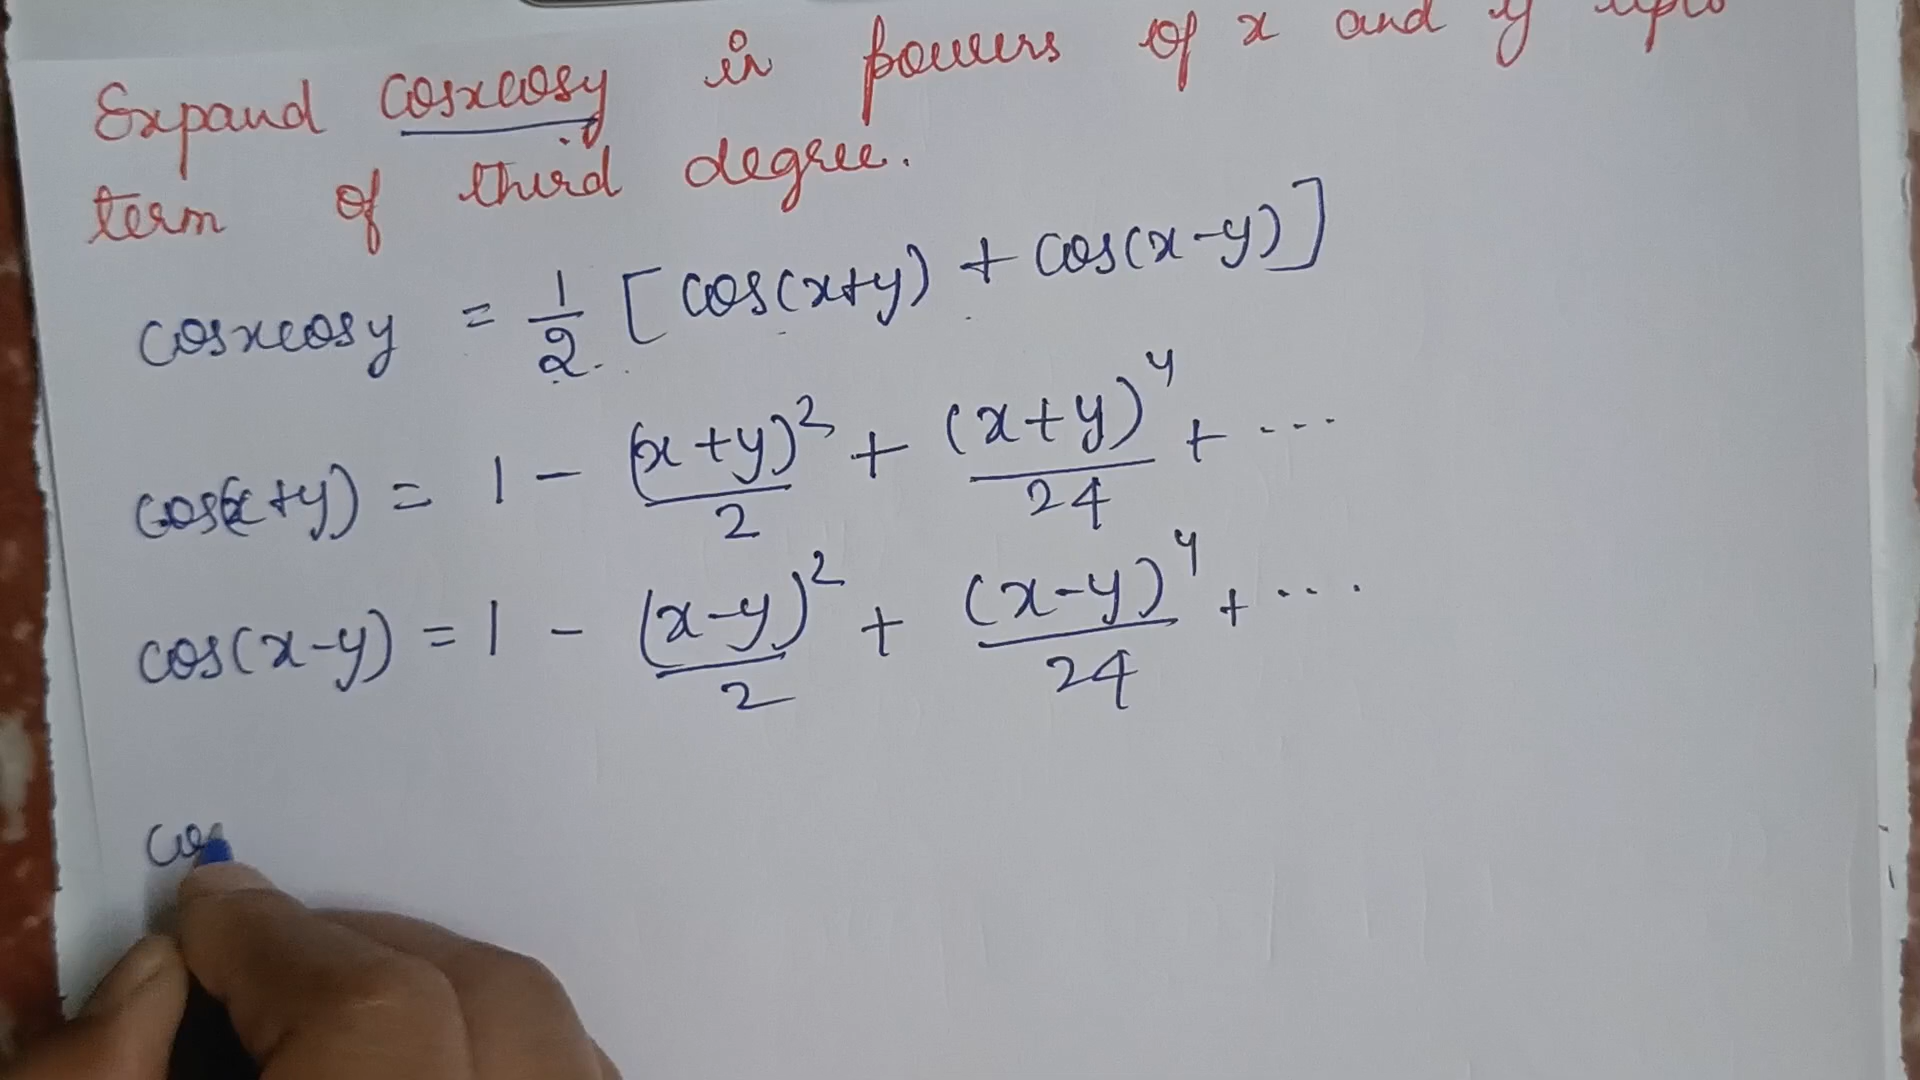 Expand cosxcosy in powers of x and y upto
term of third degree.
cosxcosy = 1/2 [cos(x+y) + cos(x-y)]
cos(x+y) = 1 - (x+y)²/2 + (x+y)⁴/24 + ...
cos(x-y) = 1 - (x-y)²/2 + (x-y)⁴/24 + ....
cos